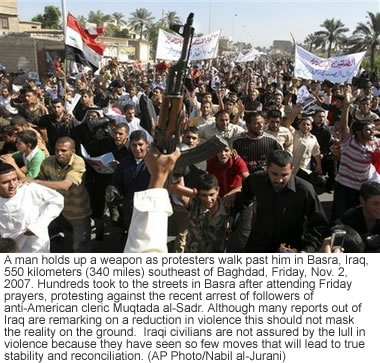 A man holds up a weapon as protesters walk past him in Basra, Iraq,
550 kilometers (340 miles) southeast of Baghdad, Friday, Nov. 2,
2007. Hundreds took to the streets in Basra after attending Friday
prayers, protesting against the recent arrest of followers of
anti-American cleric Muqtada al-Sadr. Although many reports out of
Iraq are remarking on a reduction in violence this should not mask
the reality on the ground.  Iraqi civilians are not assured by the lull in
violence because they have seen so few moves that will lead to true
stability and reconciliation. (AP Photo/Nabil al-Jurani)